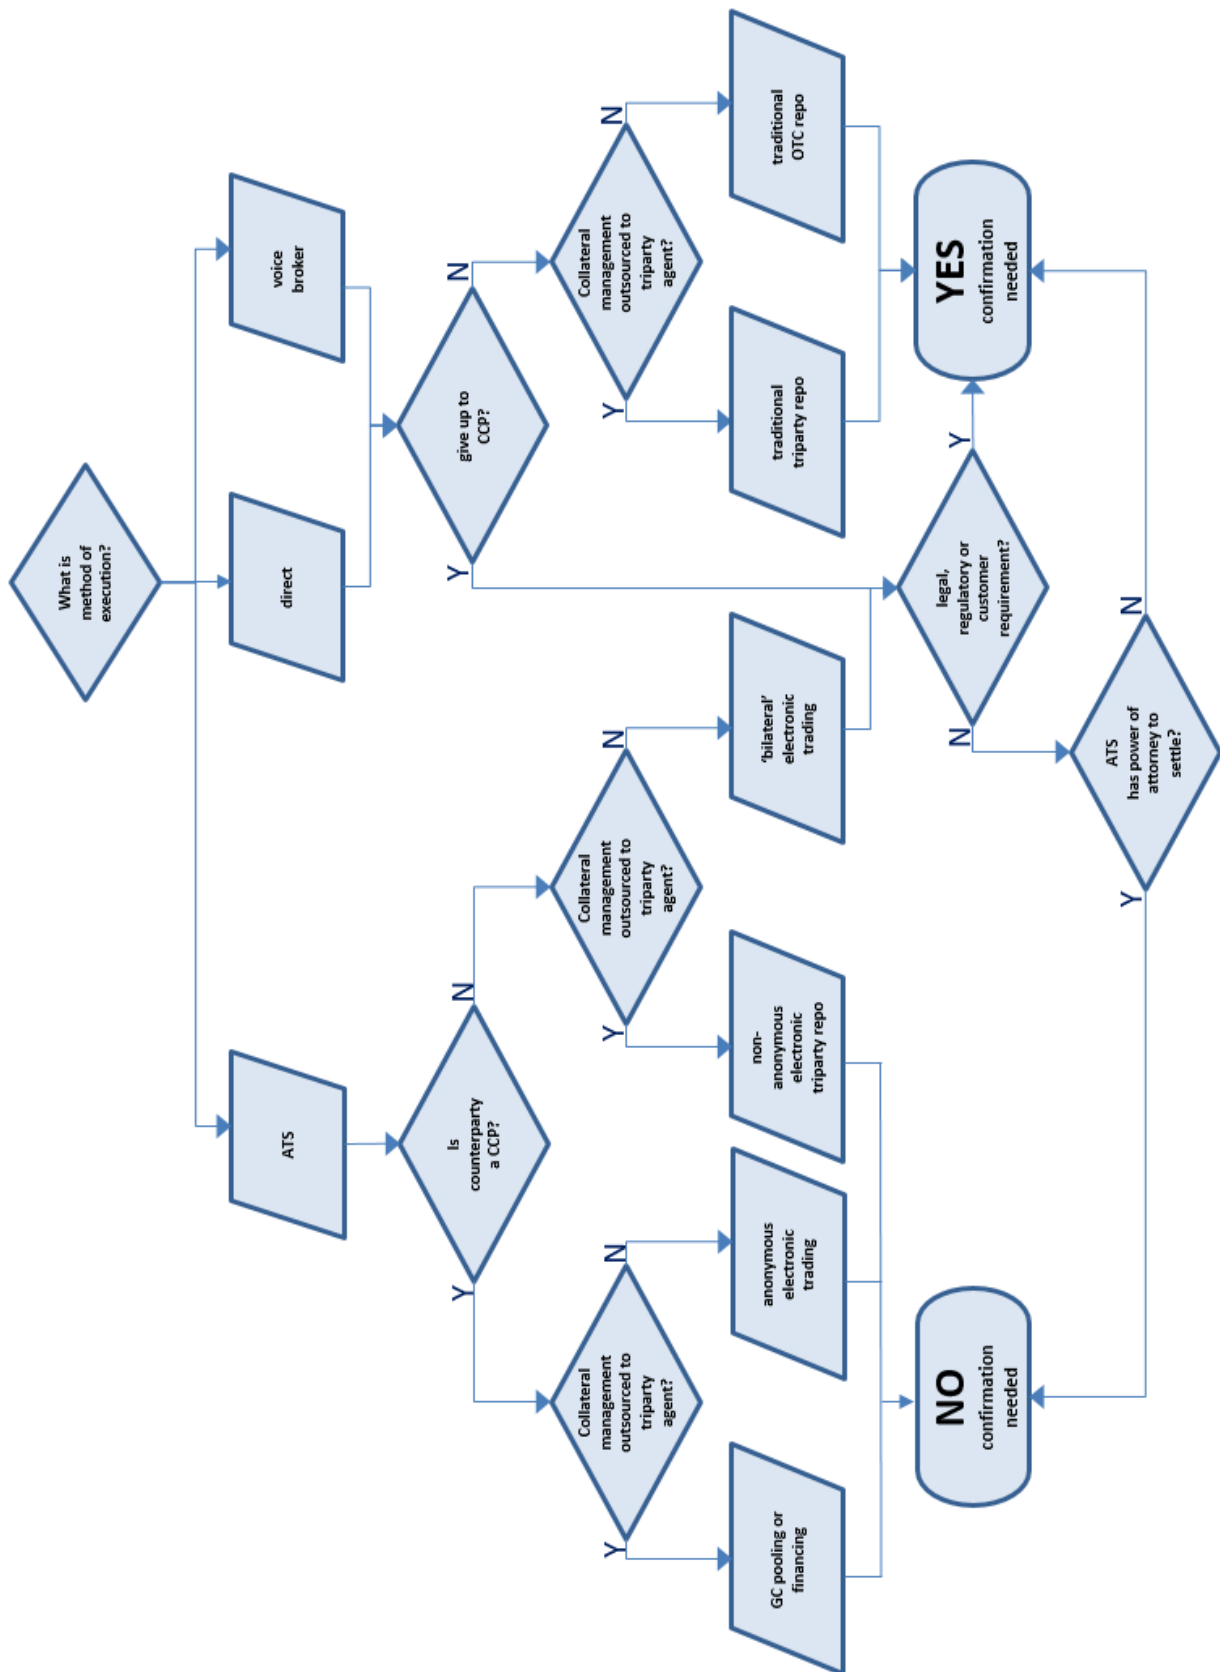 What is
method of
execution?
ATS
direct
voice
broker
Is
counterparty
a CCP?
give up to
CCP?
Y
N
Y
N
Collateral
management
outsourced to
triparty
agent?
Collateral
management
outsourced to
triparty
agent?
Collateral
management
outsourced to
triparty
agent?
Y
N
Y
N
Y
N
GC pooling or
financing
anonymous
electronic
trading
non-
anonymous
electronic
triparty repo
‘bilateral’
electronic
trading
traditional
triparty repo
traditional
OTC repo
NO
confirmation
needed
legal,
regulatory or
customer
requirement?
N
Y
YES
confirmation
needed
ATS
has power of
attorney to
settle?
Y
N